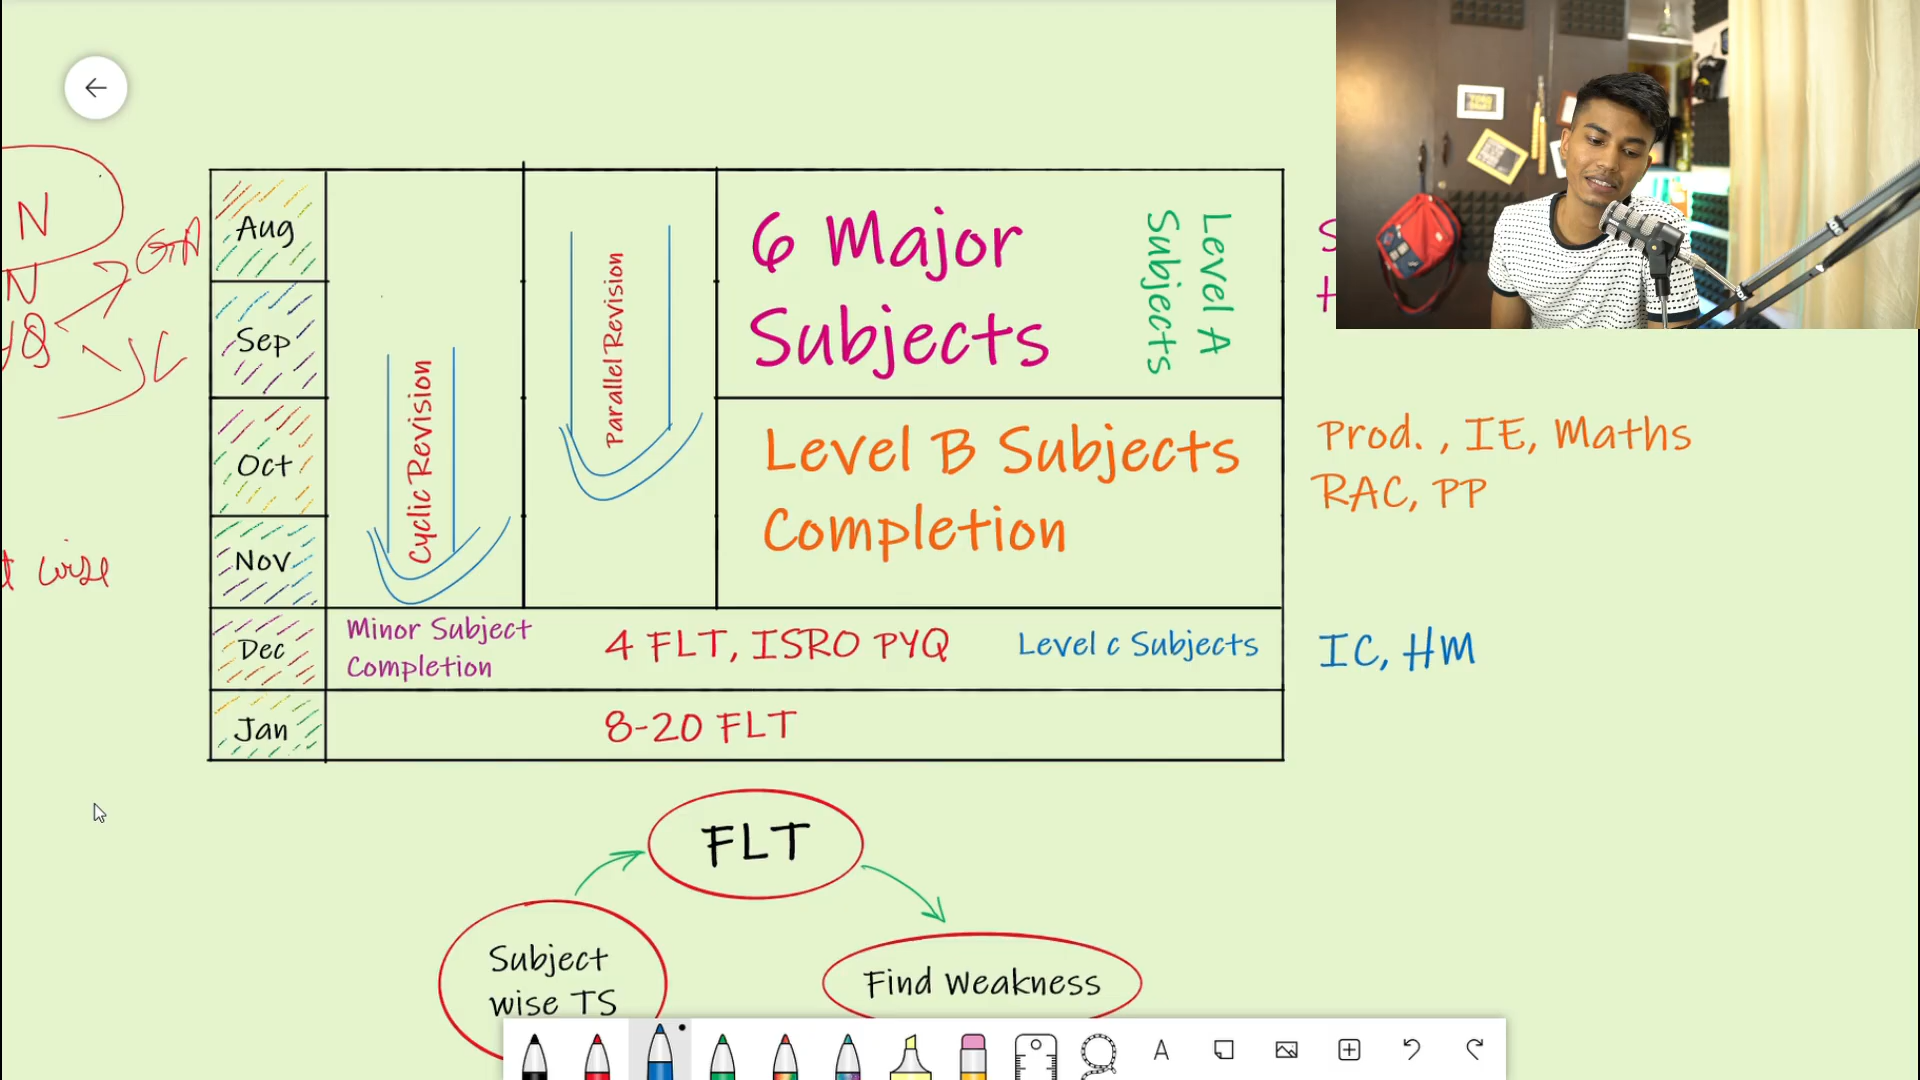 N
N
GA
Aug
Sep
Oct
Nov
Dec
Jan
Cyclic Revision
Parallel Revision
6 Major
Subjects
Level A
Subjects
S
H
Level B Subjects
Completion
Prod. , IE, Maths
RAC, PP
wise
Minor Subject
Completion
4 FLT, ISRO PYQ
Level c Subjects
IC, HM
8-20 FLT
FLT
Subject
wise TS
Find Weakness
A